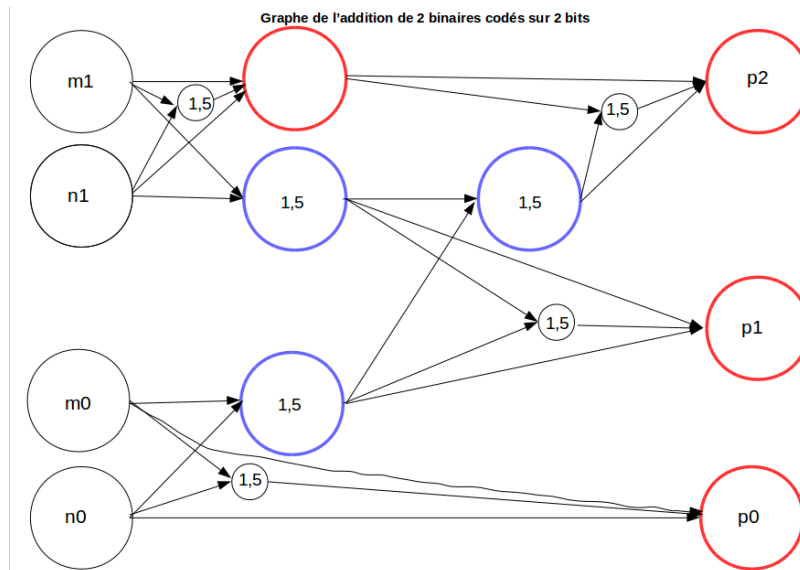 Graphe de l'addition de 2 binaires codés sur 2 bits
m1
1,5
p2
1,5
n1
1,5
1,5
1,5
p1
m0
1,5
1,5
n0
p0